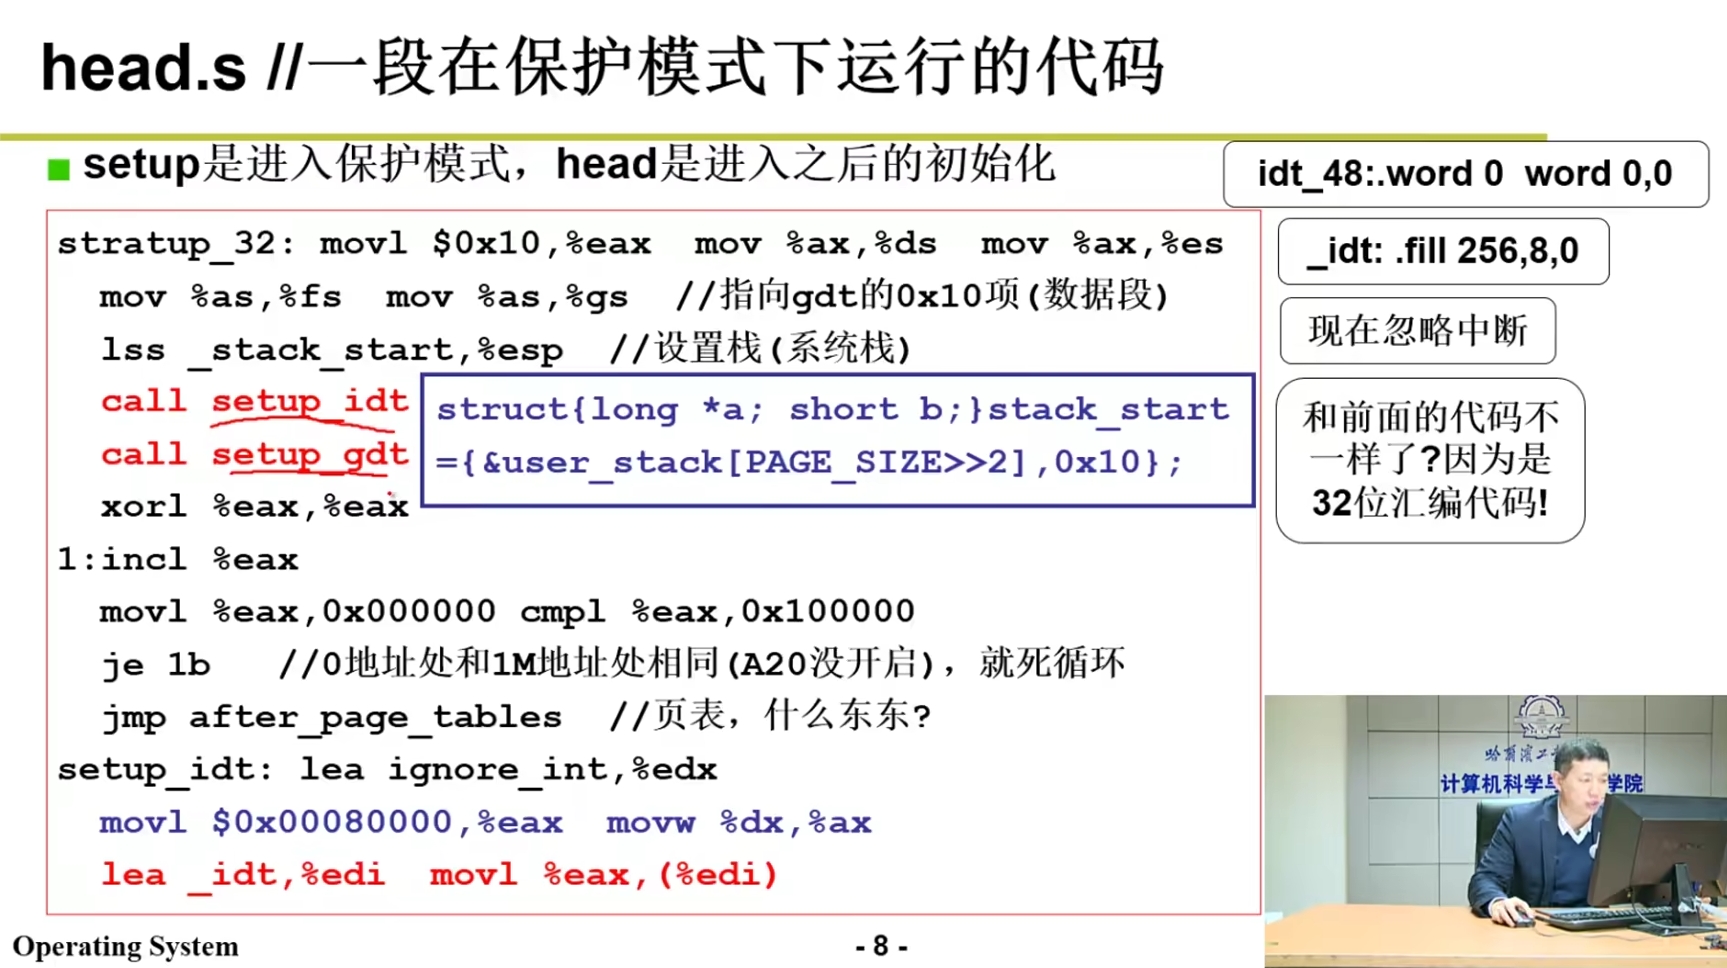 head.s //一段在保护模式下运行的代码
setup是进入保护模式，head是进入之后的初始化
idt_48:.word 0 word 0,0
stratup_32: movl $0x10,%eax mov %ax,%ds mov %ax,%es
mov %as,%fs mov %as,%gs //指向gdt的0x10项(数据段)
lss _stack_start,%esp //设置栈(系统栈)
call setup_idt
call setup_gdt
xorl %eax,%eax
struct{long *a; short b;}stack_start
={&user_stack[PAGE_SIZE>>2],0x10};
1:incl %eax
movl %eax,0x000000 cmpl %eax,0x100000
je 1b //0地址处和1M地址处相同(A20没开启)，就死循环
jmp after_page_tables //页表，什么东东?
setup_idt: lea ignore_int,%edx
movl $0x00080000,%eax movw %dx,%ax
lea _idt,%edi movl %eax,(%edi)
_idt: .fill 256,8,0
现在忽略中断
和前面的代码不
一样了?因为是
32位汇编代码!
计算机科学与 学院
Operating System
- 8 -